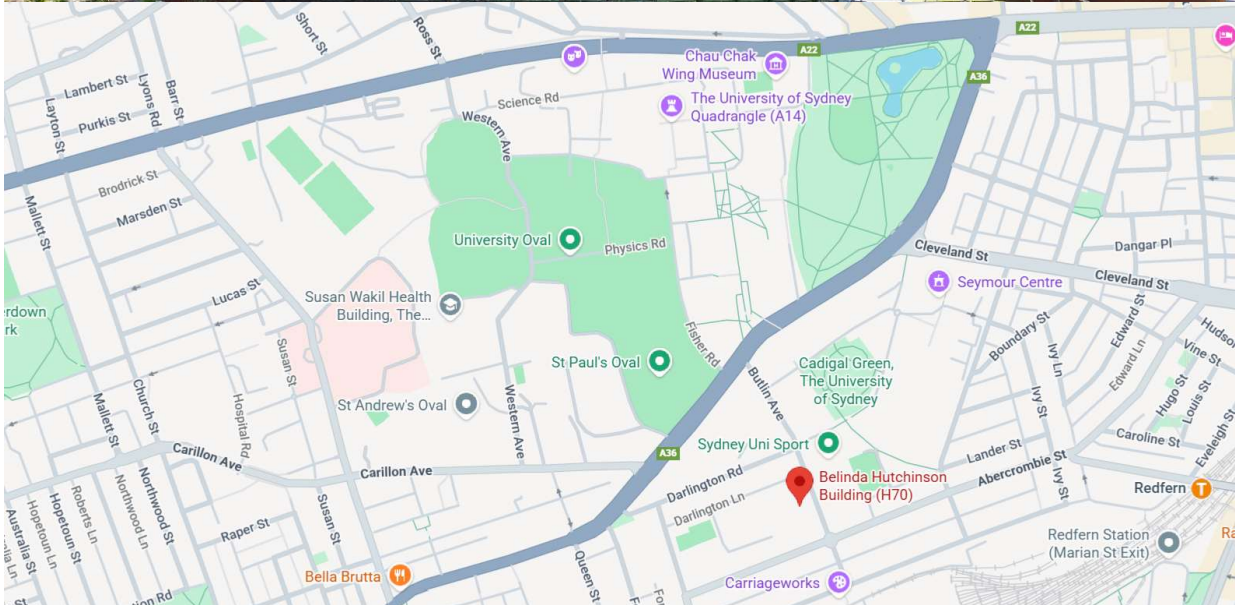 A22
A22
A36
Short St
Ross St
Chau Chak
Wing Museum
Lambert St
Lyons Rd
Barr St
Layton St
Purkis St
Science Rd
The University of Sydney
Quadrangle (A14)
Western Ave
Brodrick St
Marsden St
Mallett St
University Oval
Physics Rd
Dangar Pl
Cleveland St
Cleveland St
Seymour Centre
Lucas St
Susan Wakil Health
Building, The...
erdown
rk
Susan St
Fisher Rd
Boundary St
Edward St
Edward Ln
Hudso
Vine St
Ivy Ln
St Paul's Oval
Butlin Ave
Cadigal Green,
The University
of Sydney
Hugo St
Louis St
Mallett St
Church St
Hospital Rd
St Andrew's Oval
Western Ave
Ivy St
Caroline St
Eveleigh St
Carillon Ave
Carillon Ave
A36
Sydney Uni Sport
Lander St
Abercrombie St
Ivy St
Darlington Rd
Darlington Ln
Belinda Hutchinson
Building (H70)
Redfern
Australia St
Hopetoun Ln
Hopetoun St
Roberts Ln
Northwood Ln
Northwood St
Raper St
Susan St
Redfern Station
(Marian St Exit)
Ra
Bella Brutta
Queen St
Carriageworks
T